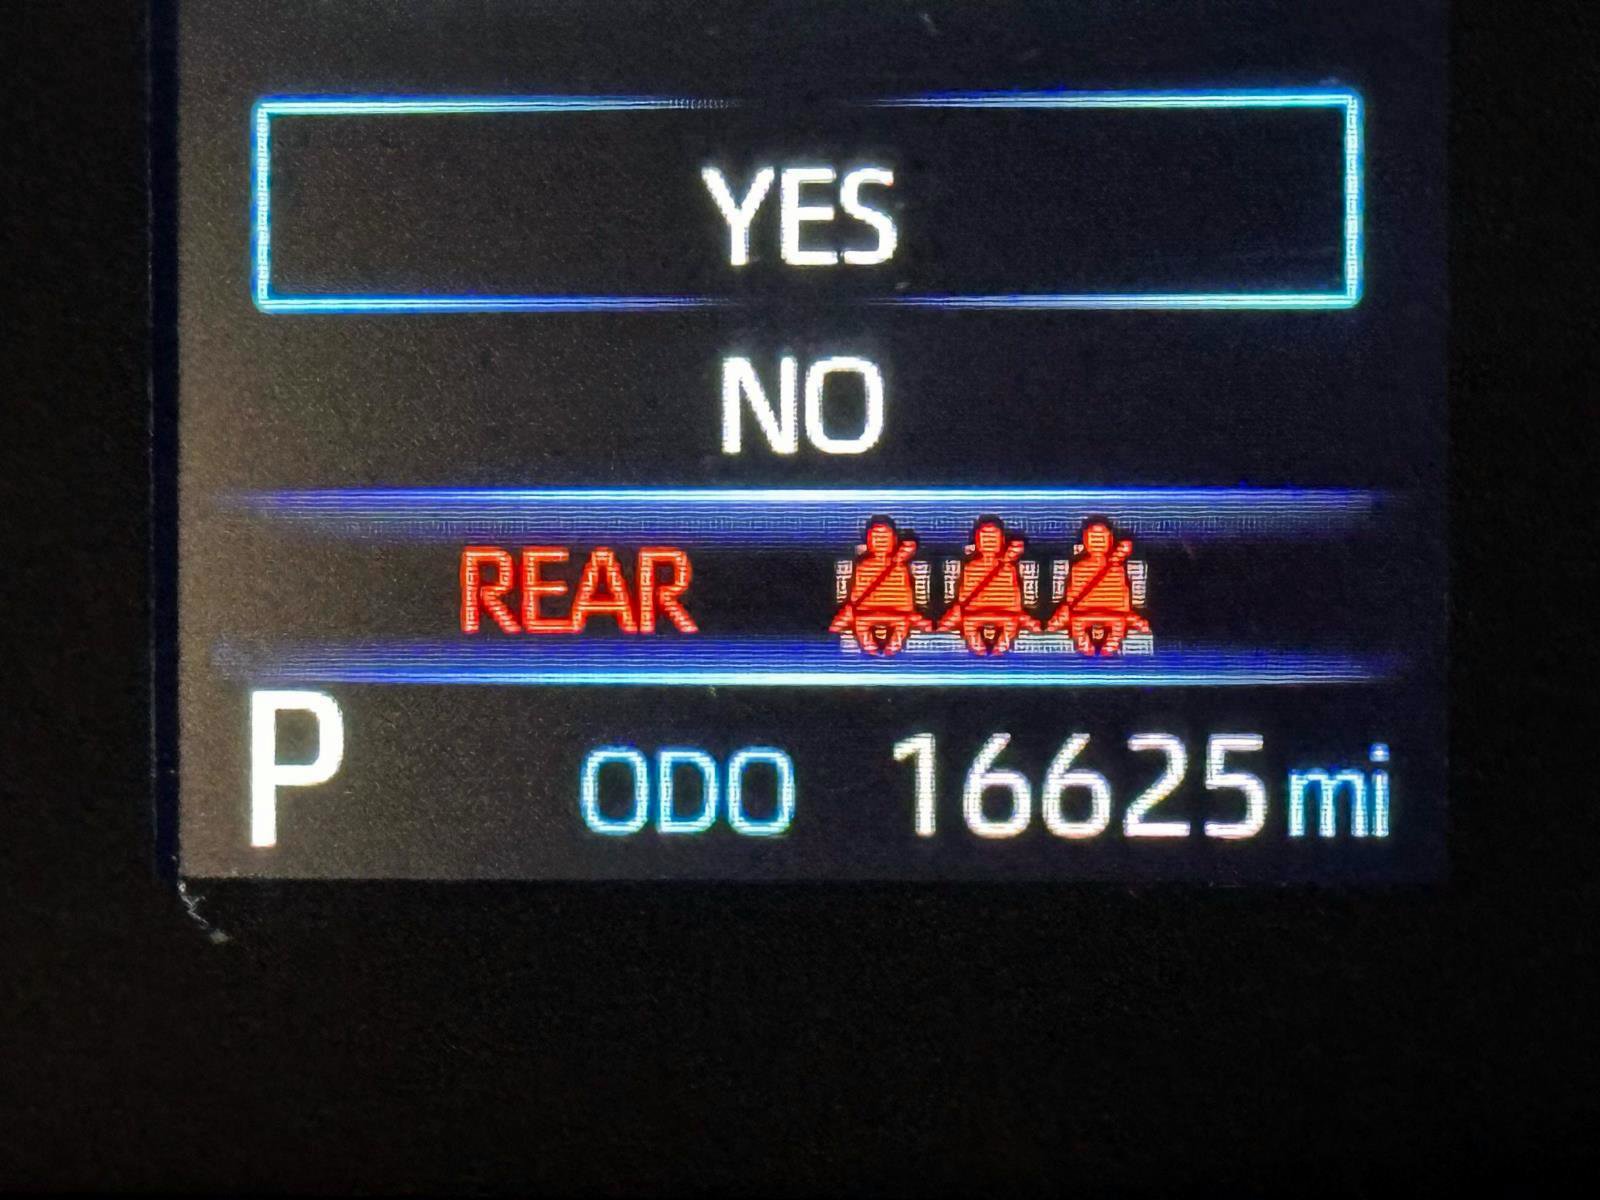 YES
NO
REAR
P ODO 16625 mi